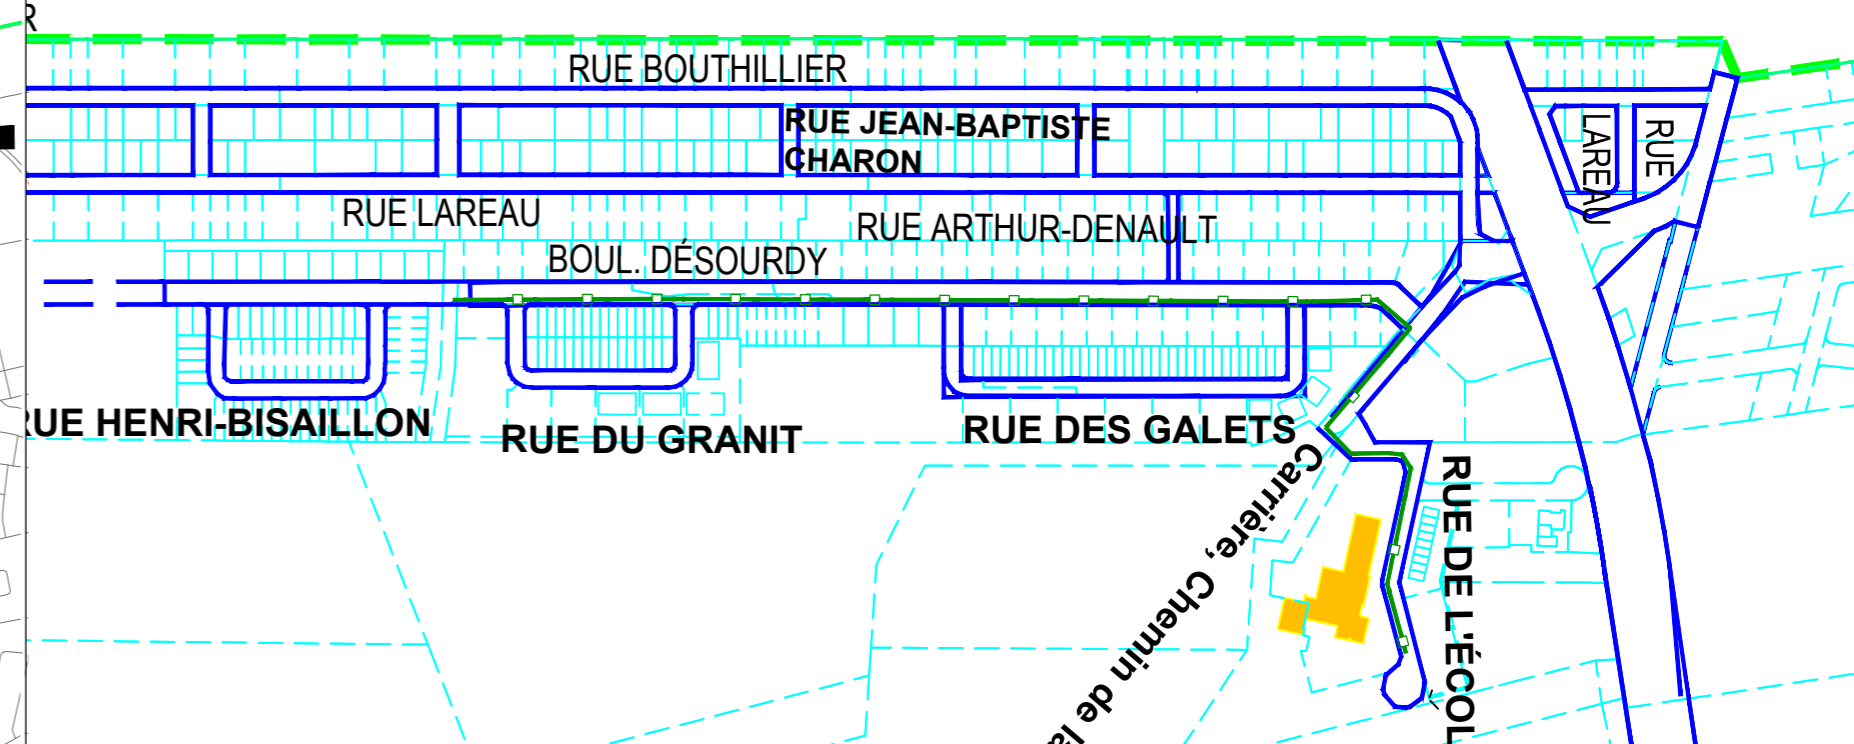 R
RUE BOUTHILLIER
RUE JEAN-BAPTISTE
CHARON
LAREAU
RUE
RUE LAREAU
RUE ARTHUR-DENAULT
BOUL. DÉSOURDY
RUE HENRI-BISAILLON
RUE DU GRANIT
RUE DES GALETS
Carrière, Chemin de la
RUE DE L'ÉCOL